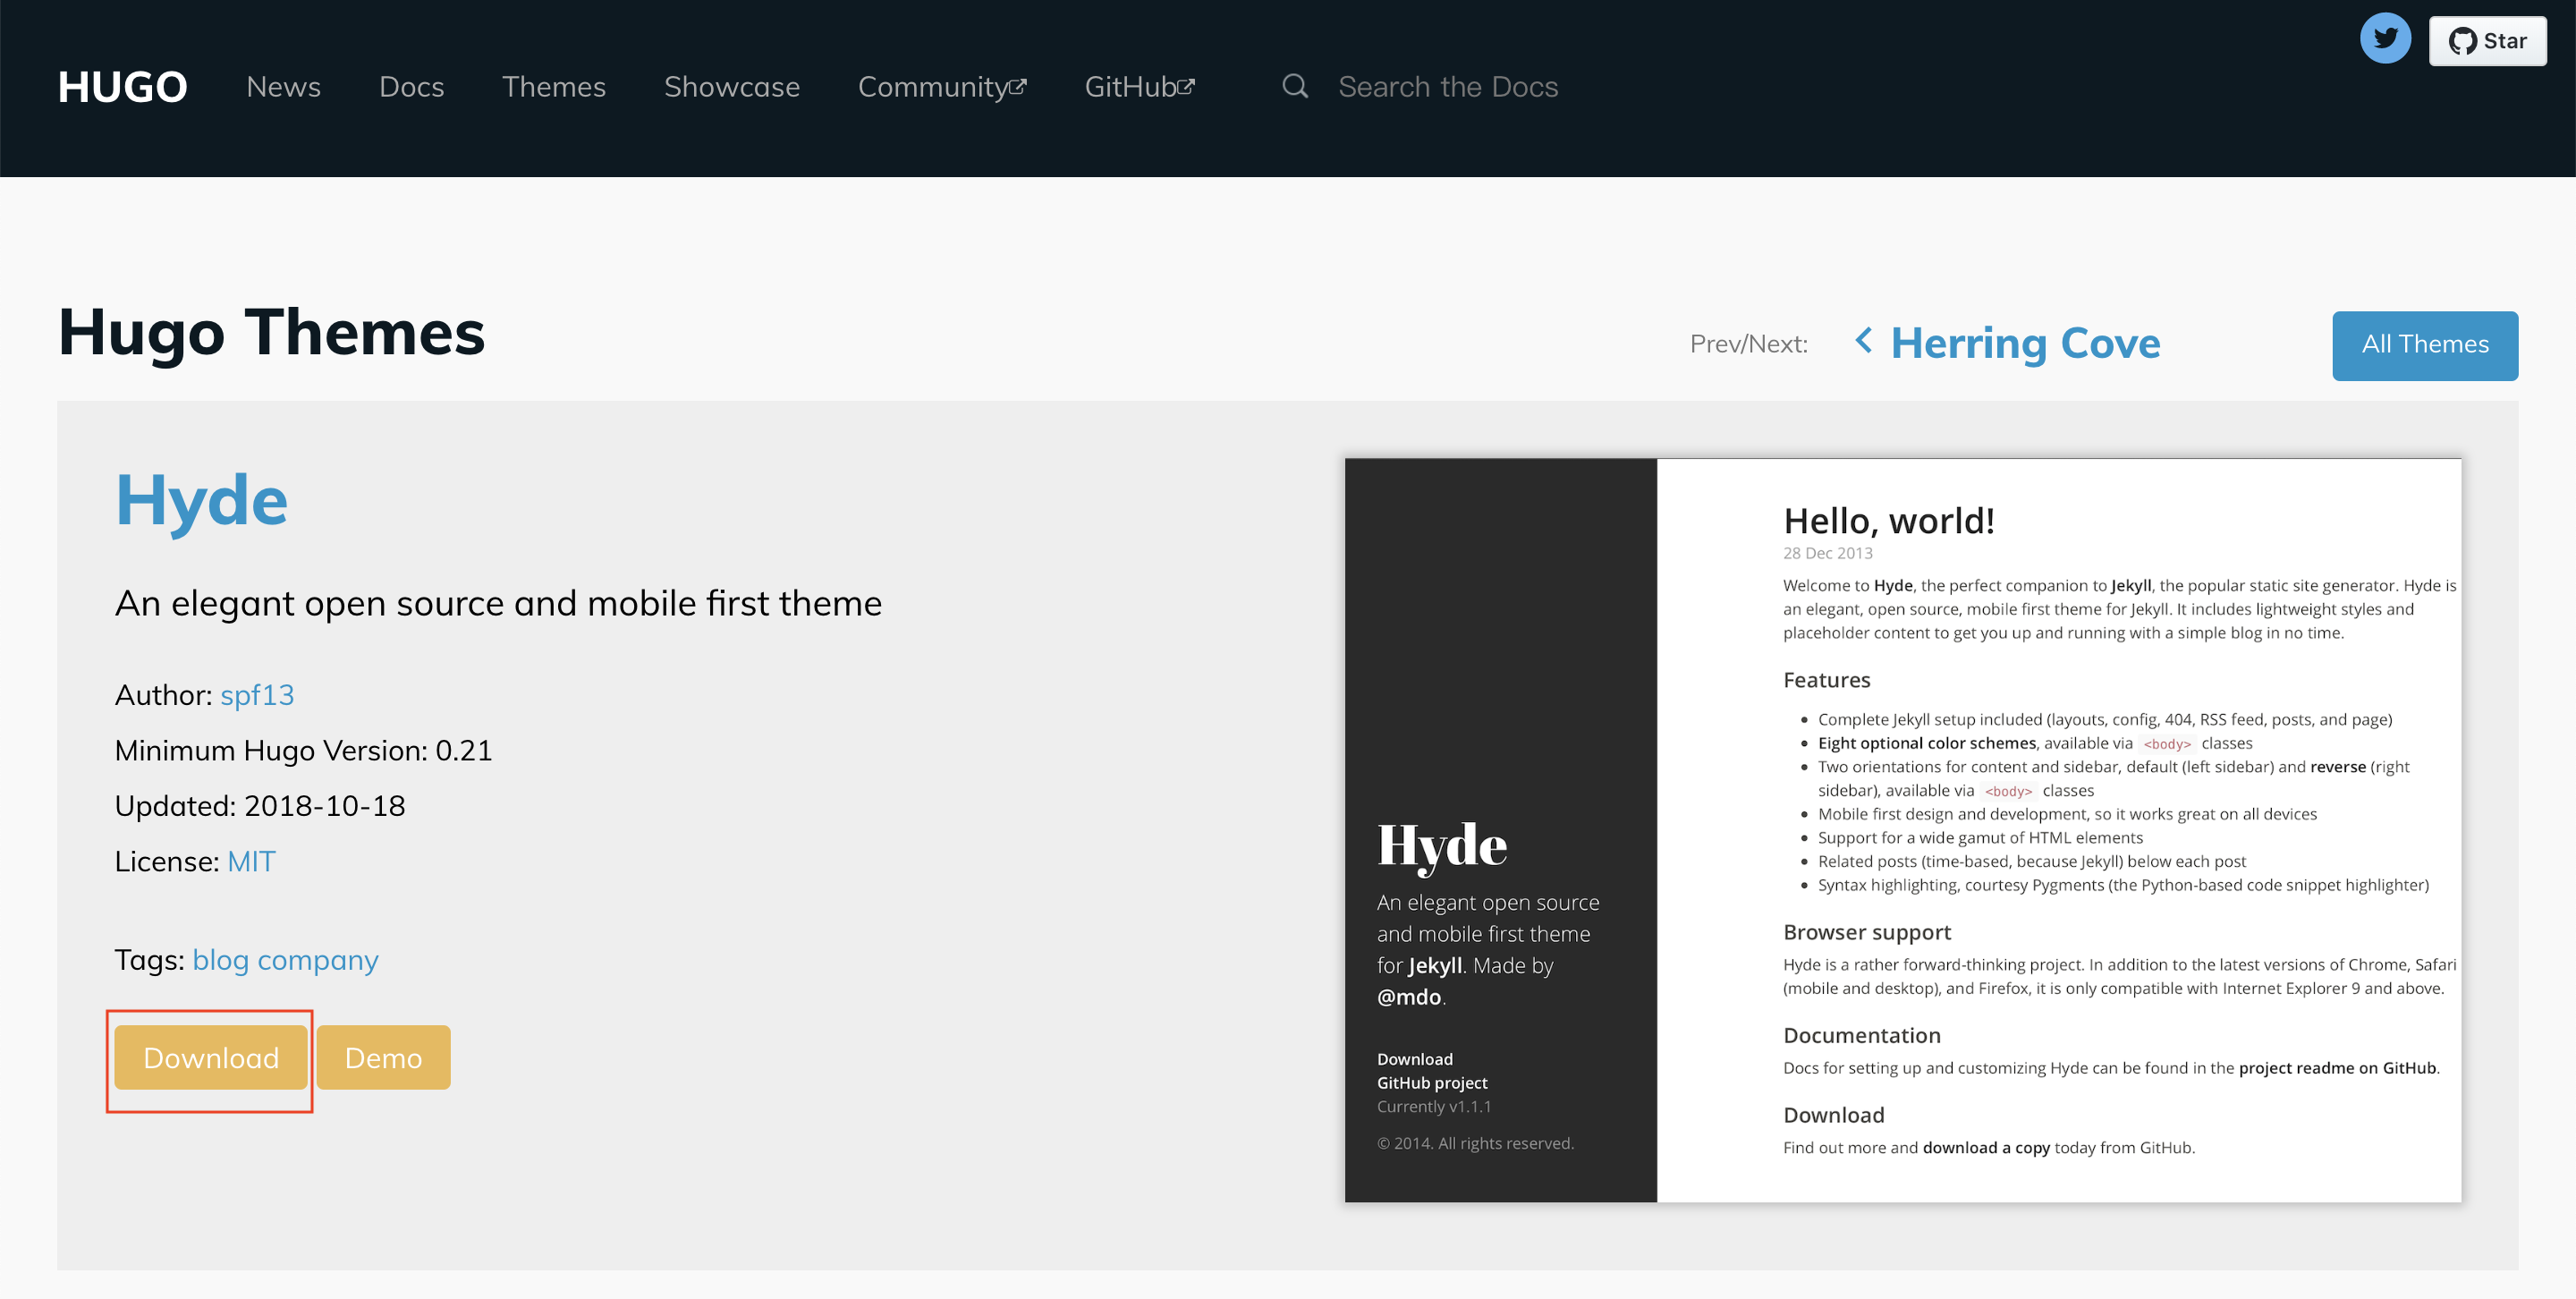 Star
HUGO News Docs Themes Showcase Community GitHub Search the Docs
Hugo Themes
Prev/Next: Herring Cove
All Themes
Hyde
An elegant open source and mobile first theme
Author: spf13
Minimum Hugo Version: 0.21
Updated: 2018-10-18
License: MIT
Tags: blog company
Download Demo
Hyde
An elegant open source
and mobile first theme
for Jekyll. Made by
@mdo.
Download
GitHub project
Currently v1.1.1
© 2014. All rights reserved.
Hello, world!
28 Dec 2013
Welcome to Hyde, the perfect companion to Jekyll, the popular static site generator. Hyde is
an elegant, open source, mobile first theme for Jekyll. It includes lightweight styles and
placeholder content to get you up and running with a simple blog in no time.
Features
Complete Jekyll setup included (layouts, config, 404, RSS feed, posts, and page)
Eight optional color schemes, available via <body> classes
Two orientations for content and sidebar, default (left sidebar) and reverse (right
sidebar), available via <body> classes
Mobile first design and development, so it works great on all devices
Support for a wide gamut of HTML elements
Related posts (time-based, because Jekyll) below each post
Syntax highlighting, courtesy Pygments (the Python-based code snippet highlighter)
Browser support
Hyde is a rather forward-thinking project. In addition to the latest versions of Chrome, Safari
(mobile and desktop), and Firefox, it is only compatible with Internet Explorer 9 and above.
Documentation
Docs for setting up and customizing Hyde can be found in the project readme on GitHub.
Download
Find out more and download a copy today from GitHub.